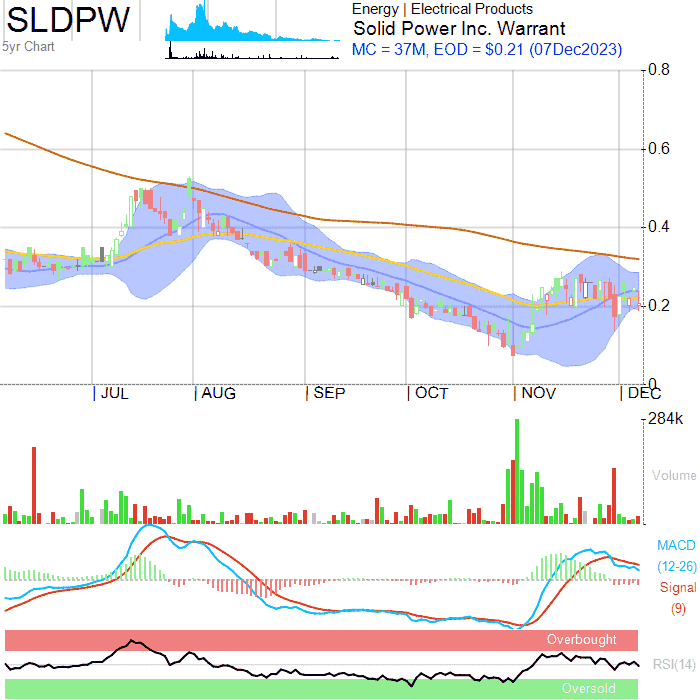 SLDPW
5yr Chart
Energy | Electrical Products
Solid Power Inc. Warrant
MC = 37M, EOD = $0.21 (07Dec2023)
0.8
0.6
0.4
0.2
0
JUL AUG SEP OCT NOV DEC
284k
Volume
MACD
(12-26)
Signal
(9)
Overbought
RSI(14)
Oversold